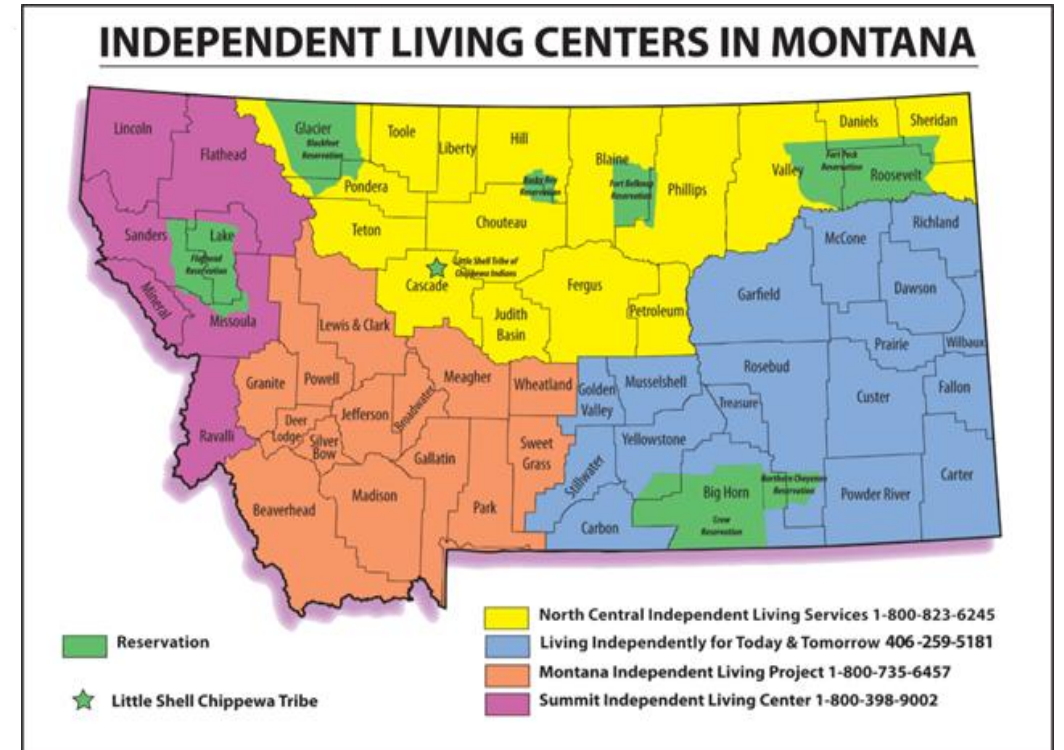 INDEPENDENT LIVING CENTERS IN MONTANA
Lincoln
Flathead
Glacier
Blackfeet
Reservation
Toole
Liberty
Hill
Blaine
Phillips
Valley
Daniels
Sheridan
Fort Peck
Reservation
Roosevelt
Pondera
Rocky Boy
Reservation
Fort Belknap
Reservation
Sanders
Lake
Flathead
Reservation
Teton
Chouteau
Little Shell Tribe of
Chippewa Indians
Cascade
Judith
Basin
Fergus
Petroleum
Garfield
McCone
Richland
Dawson
Mineral
Missoula
Lewis & Clark
Prairie
Wibaux
Granite
Powell
Meagher
Wheatland
Golden
Valley
Musselshell
Rosebud
Treasure
Custer
Fallon
Ravalli
Deer
Lodge
Silver
Bow
Jefferson
Broadwater
Gallatin
Sweet
Grass
Stillwater
Yellowstone
Beaverhead
Madison
Park
Carbon
Big Horn
Crow
Reservation
Northern Cheyenne
Reservation
Powder River
Carter
Reservation
Little Shell Chippewa Tribe
North Central Independent Living Services 1-800-823-6245
Living Independently for Today & Tomorrow 406-259-5181
Montana Independent Living Project 1-800-735-6457
Summit Independent Living Center 1-800-398-9002